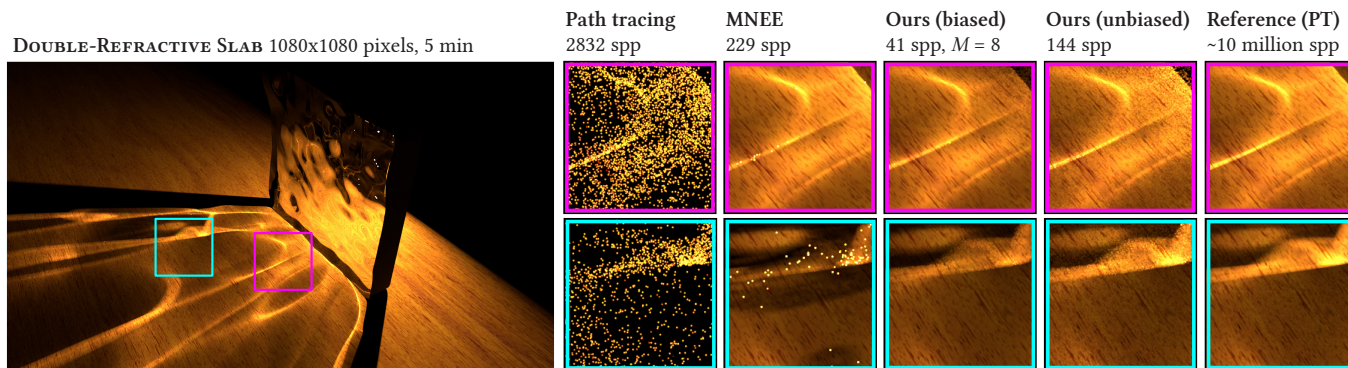 DOUBLE-REFRACTIVE SLAB 1080x1080 pixels, 5 min
Path tracing
2832 spp
MNEE
229 spp
Ours (biased)
41 spp, M = 8
Ours (unbiased)
144 spp
Reference (PT)
~10 million spp